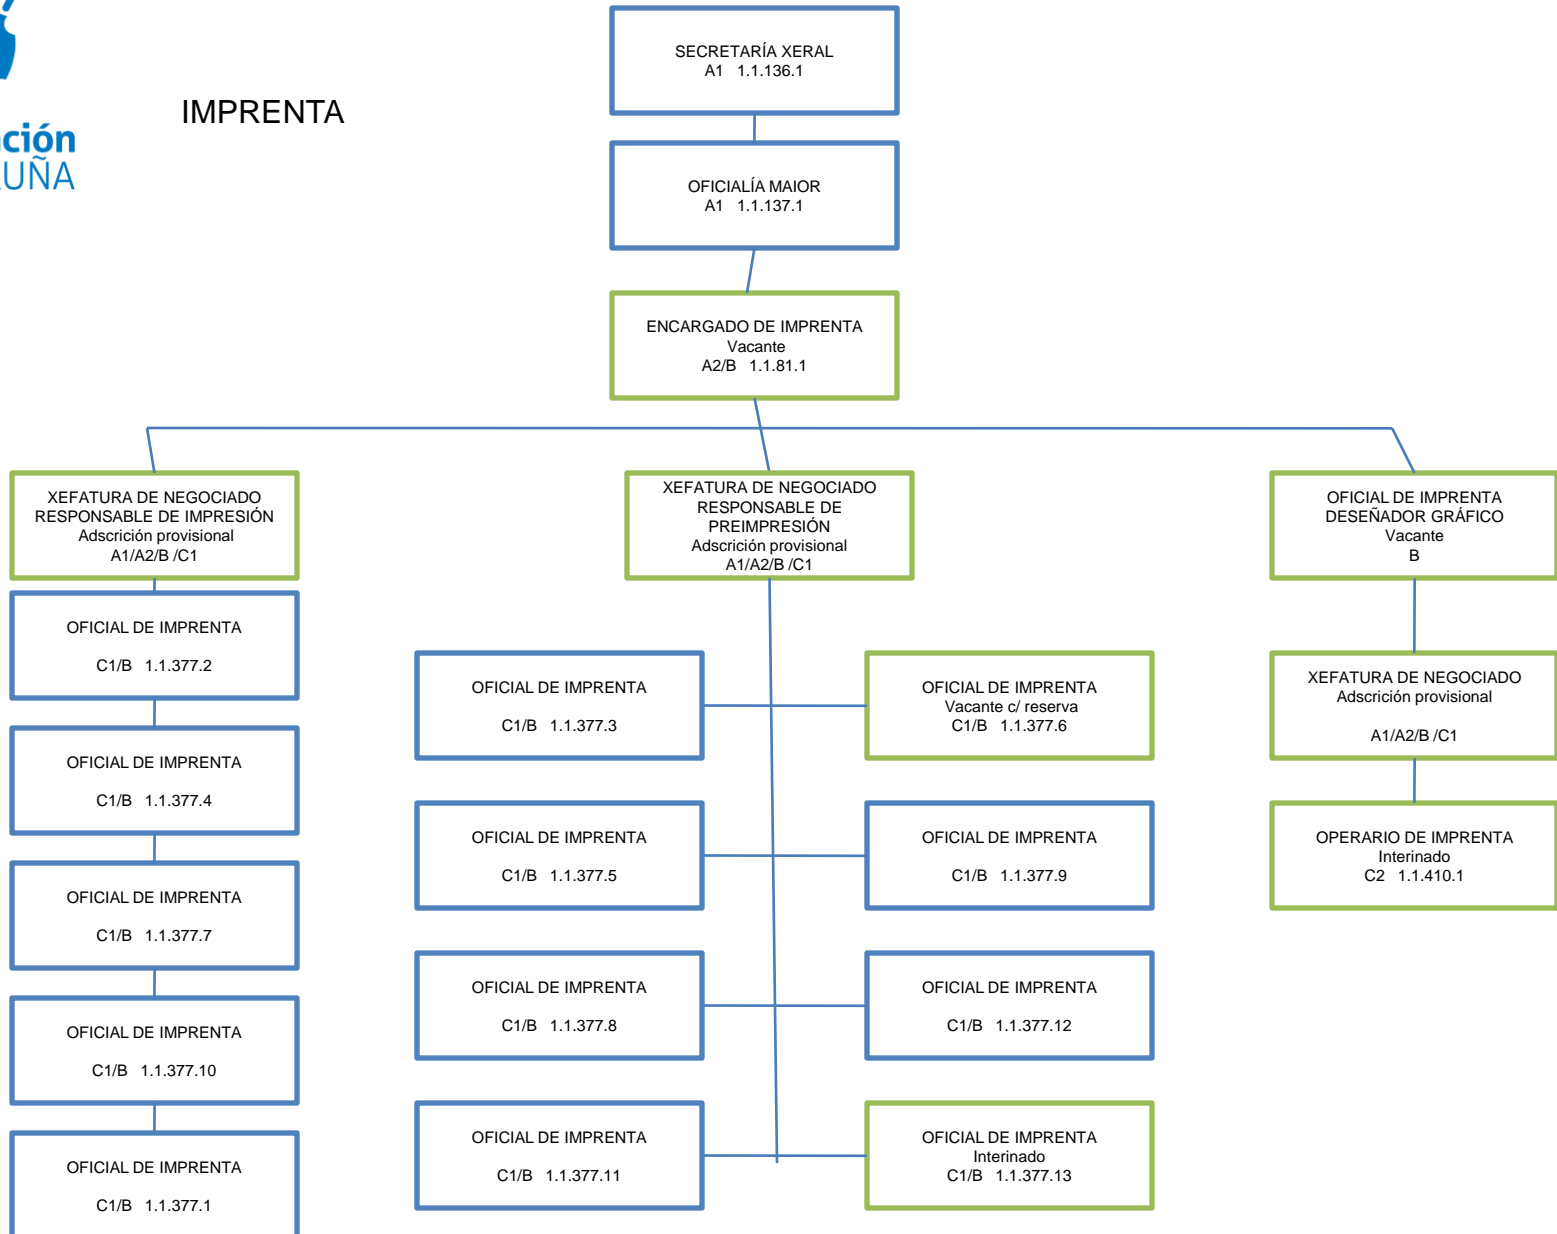 IMPRENTA
ción
UÑA
SECRETARÍA XERAL
A1 1.1.136.1
OFICIALÍA MAIOR
A1 1.1.137.1
ENCARGADO DE IMPRENTA
Vacante
A2/B 1.1.81.1
XEFATURA DE NEGOCIADO
RESPONSABLE DE IMPRESIÓN
Adscrición provisional
A1/A2/B /C1
OFICIAL DE IMPRENTA
C1/B 1.1.377.2
OFICIAL DE IMPRENTA
C1/B 1.1.377.4
OFICIAL DE IMPRENTA
C1/B 1.1.377.7
OFICIAL DE IMPRENTA
C1/B 1.1.377.10
OFICIAL DE IMPRENTA
C1/B 1.1.377.1
XEFATURA DE NEGOCIADO
RESPONSABLE DE
PREIMPRESIÓN
Adscrición provisional
A1/A2/B /C1
OFICIAL DE IMPRENTA
C1/B 1.1.377.3
OFICIAL DE IMPRENTA
Vacante c/ reserva
C1/B 1.1.377.6
OFICIAL DE IMPRENTA
C1/B 1.1.377.5
OFICIAL DE IMPRENTA
C1/B 1.1.377.9
OFICIAL DE IMPRENTA
C1/B 1.1.377.8
OFICIAL DE IMPRENTA
C1/B 1.1.377.12
OFICIAL DE IMPRENTA
C1/B 1.1.377.11
OFICIAL DE IMPRENTA
Interinado
C1/B 1.1.377.13
OFICIAL DE IMPRENTA
DESEÑADOR GRÁFICO
Vacante
B
XEFATURA DE NEGOCIADO
Adscrición provisional
A1/A2/B /C1
OPERARIO DE IMPRENTA
Interinado
C2 1.1.410.1